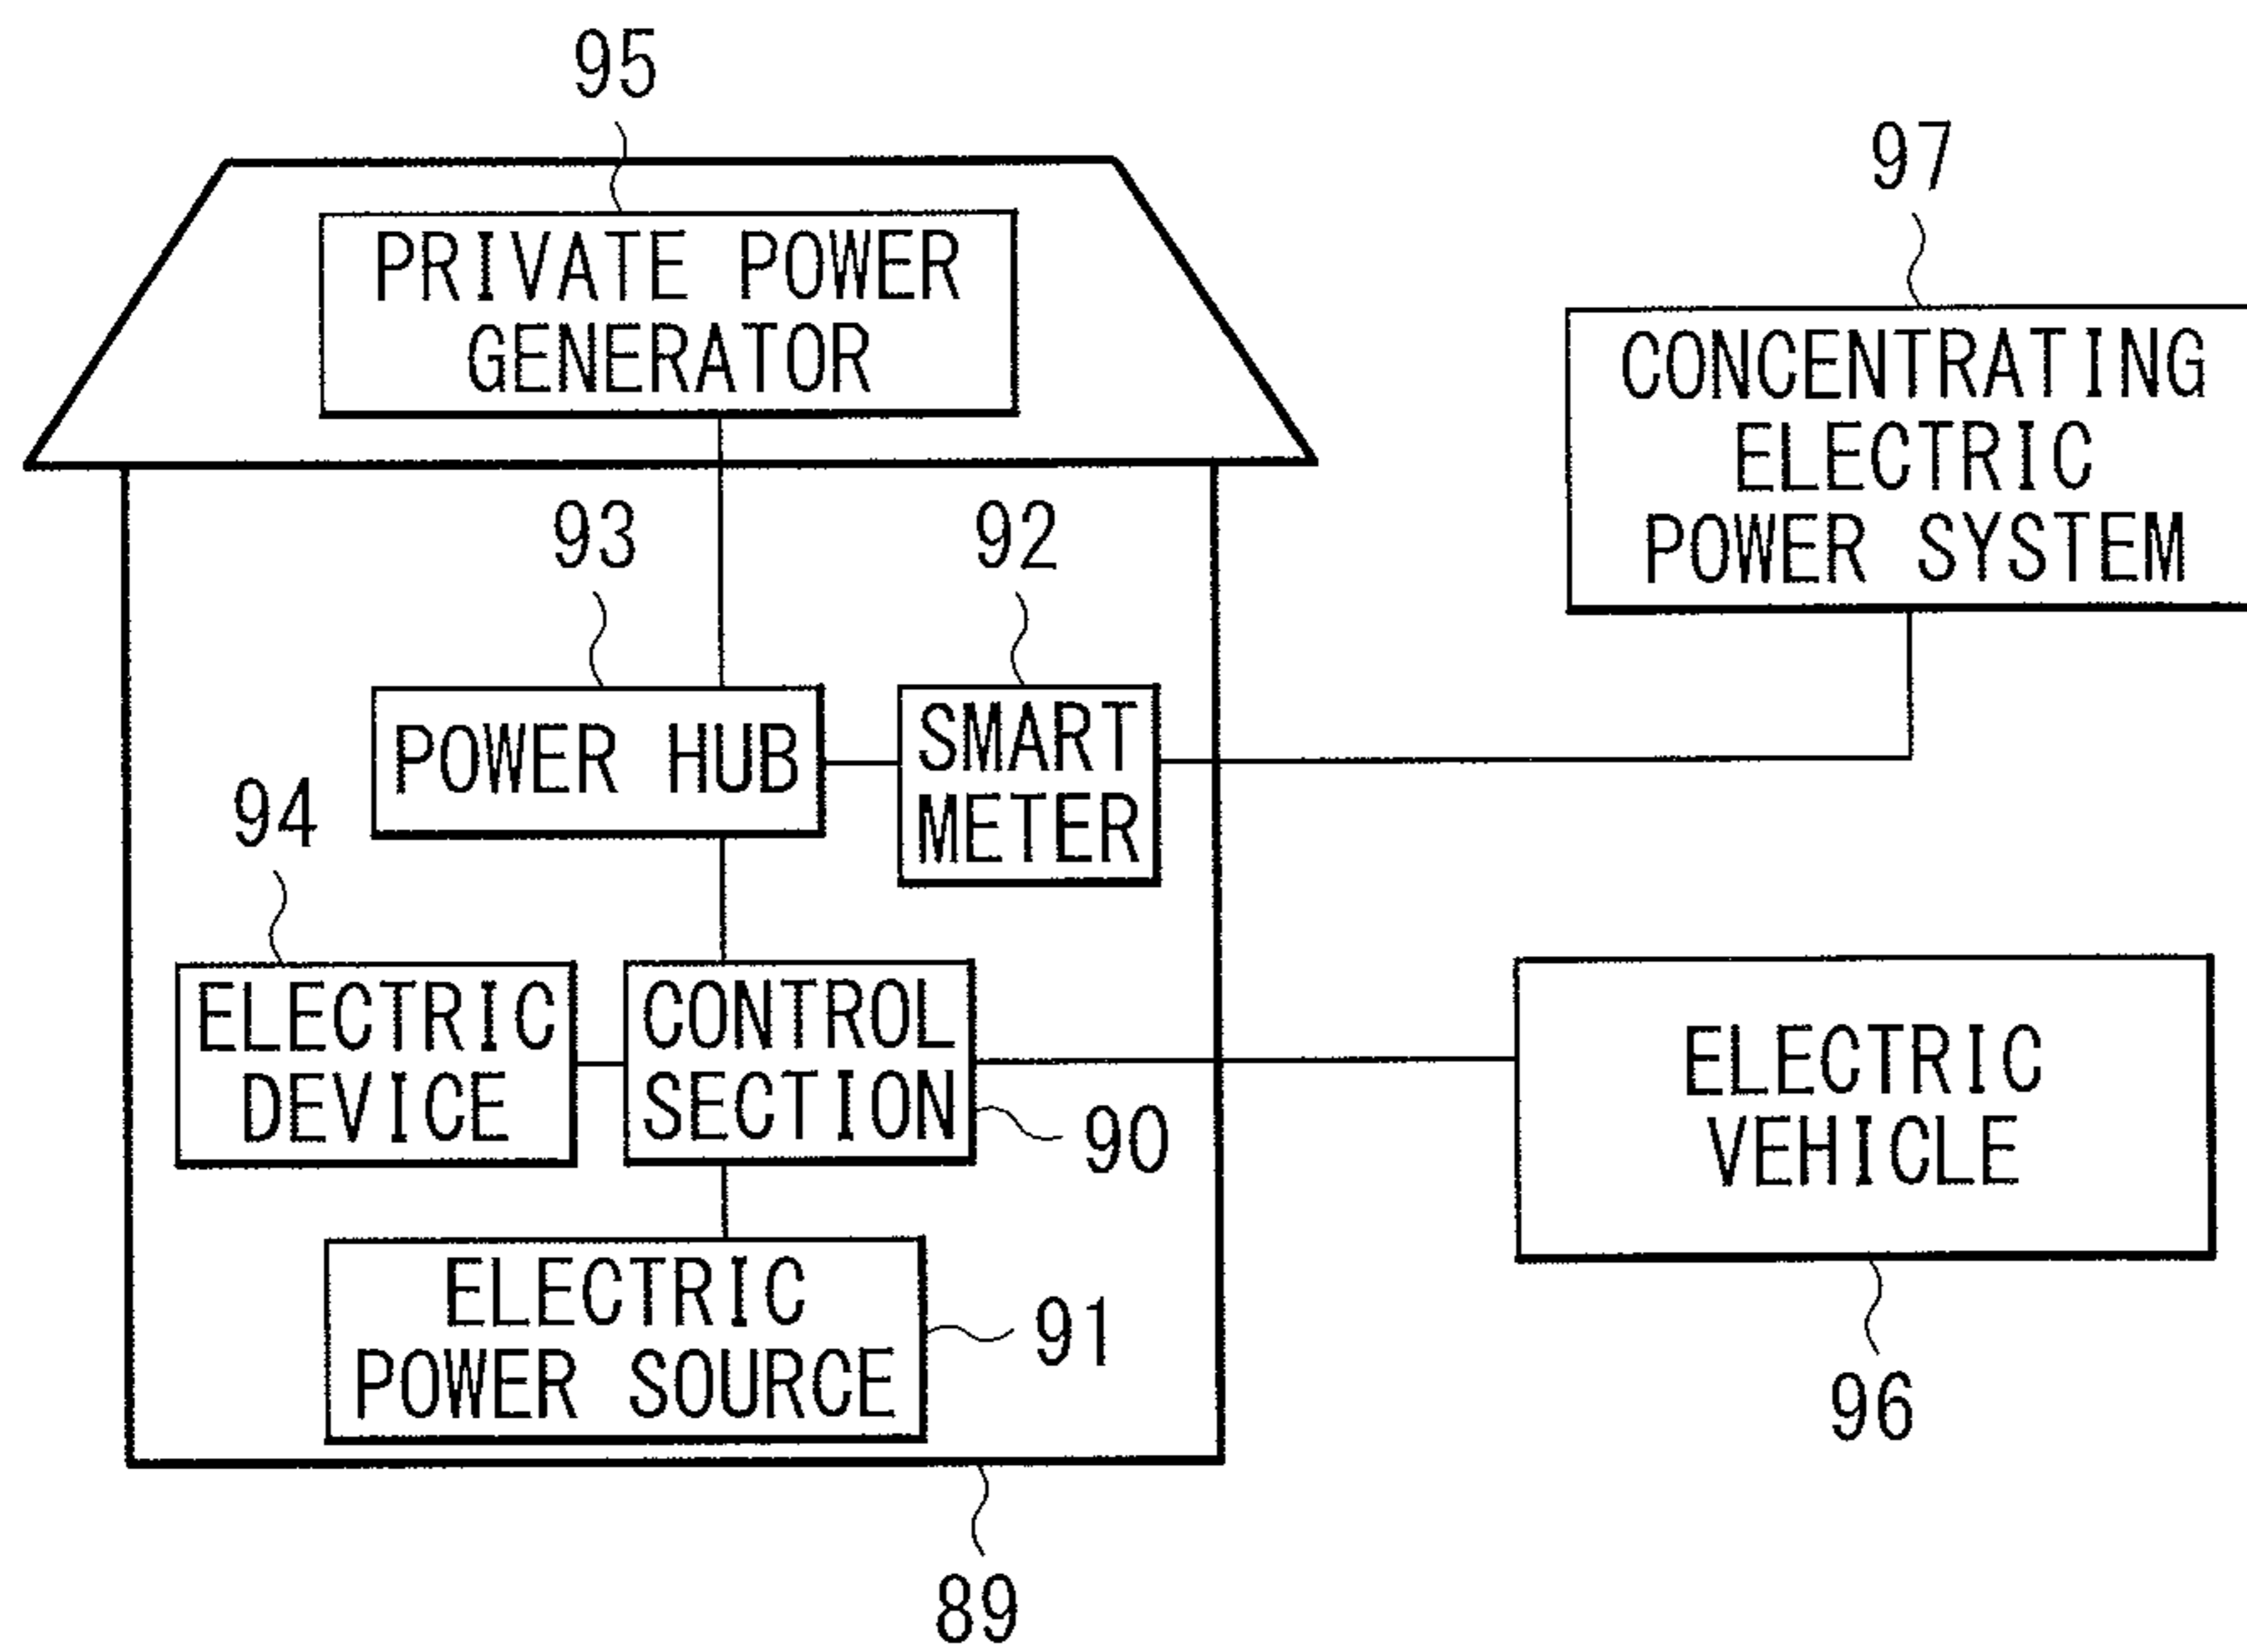 95
PRIVATE POWER
GENERATOR
97
CONCENTRATING
ELECTRIC
POWER SYSTEM
93
92
POWER HUB
SMART
METER
94
ELECTRIC
DEVICE
CONTROL
SECTION
90
ELECTRIC
VEHICLE
96
ELECTRIC
POWER SOURCE
91
89